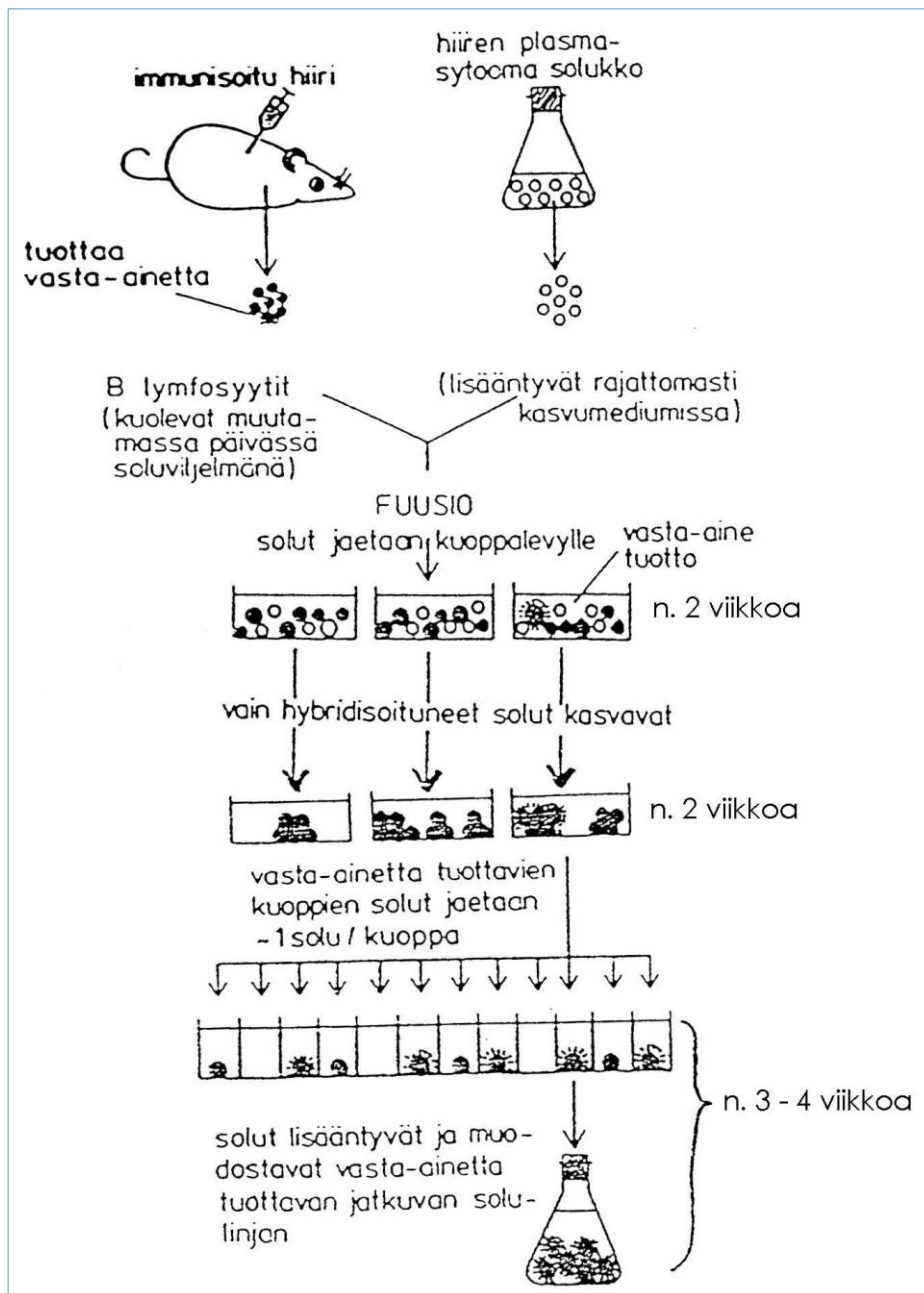 immunisoitu hiiri
hiiren plasma-
sytooma solukko
tuottaa
vasta-ainetta
B lymfosyytit
(kuolevat muuta-
massa päivässä
soluviljelmänä)
(lisääntyvät rajattomasti
kasvumediumissa)
FUUSIO
solut jaetaan kuoppalevylle
vasta-aine
tuotto
n. 2 viikkoa
vain hybridisoituneet solut kasvavat
n. 2 viikkoa
vasta-ainetta tuottavien
kuoppien solut jaetaan
~1 solu / kuoppa
n. 3 - 4 viikkoa
solut lisääntyvät ja muo-
dostavat vasta-ainetta
tuottavan jatkuvan solu-
linjan